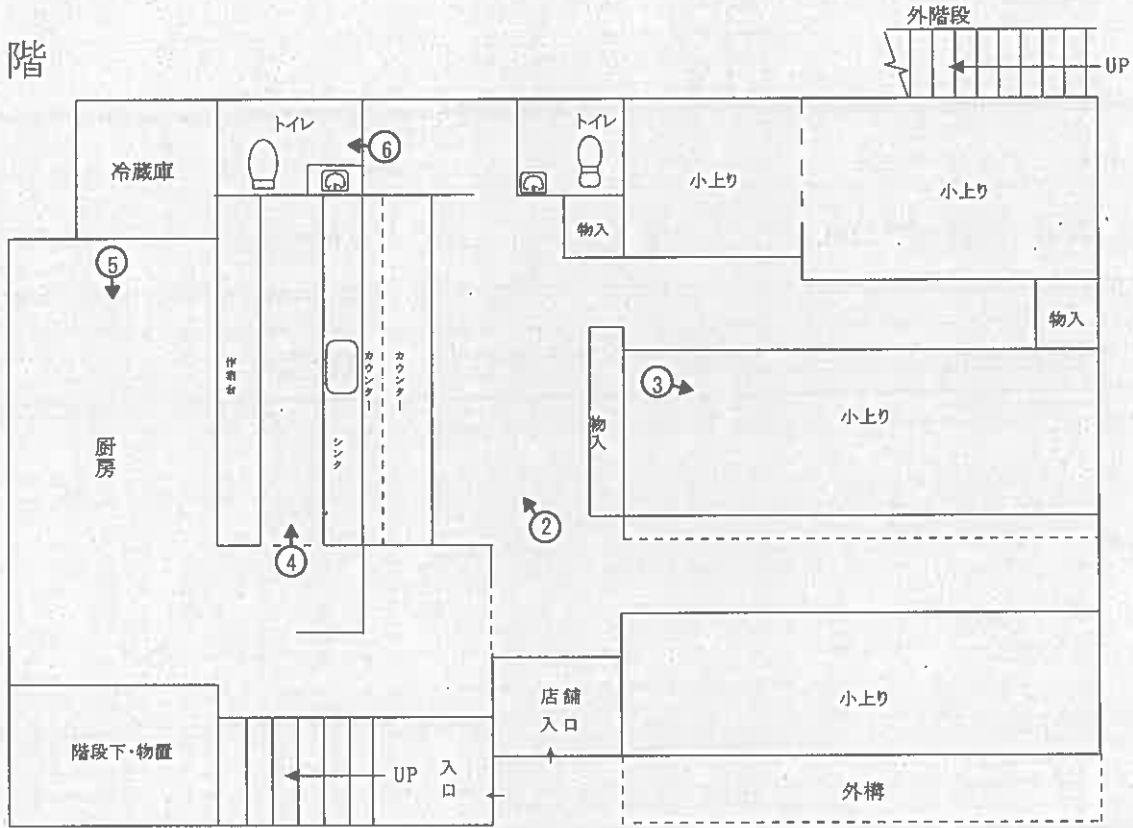 外階段
階
UP
トイレ
⑥
トイレ
冷蔵庫
小上り
小上り
物入
⑤
物入
③
小上り
カウンター
カウンター
物入
シンク
厨房
②
④
店舗
入口
小上り
階段下・物置
UP
入口
外構